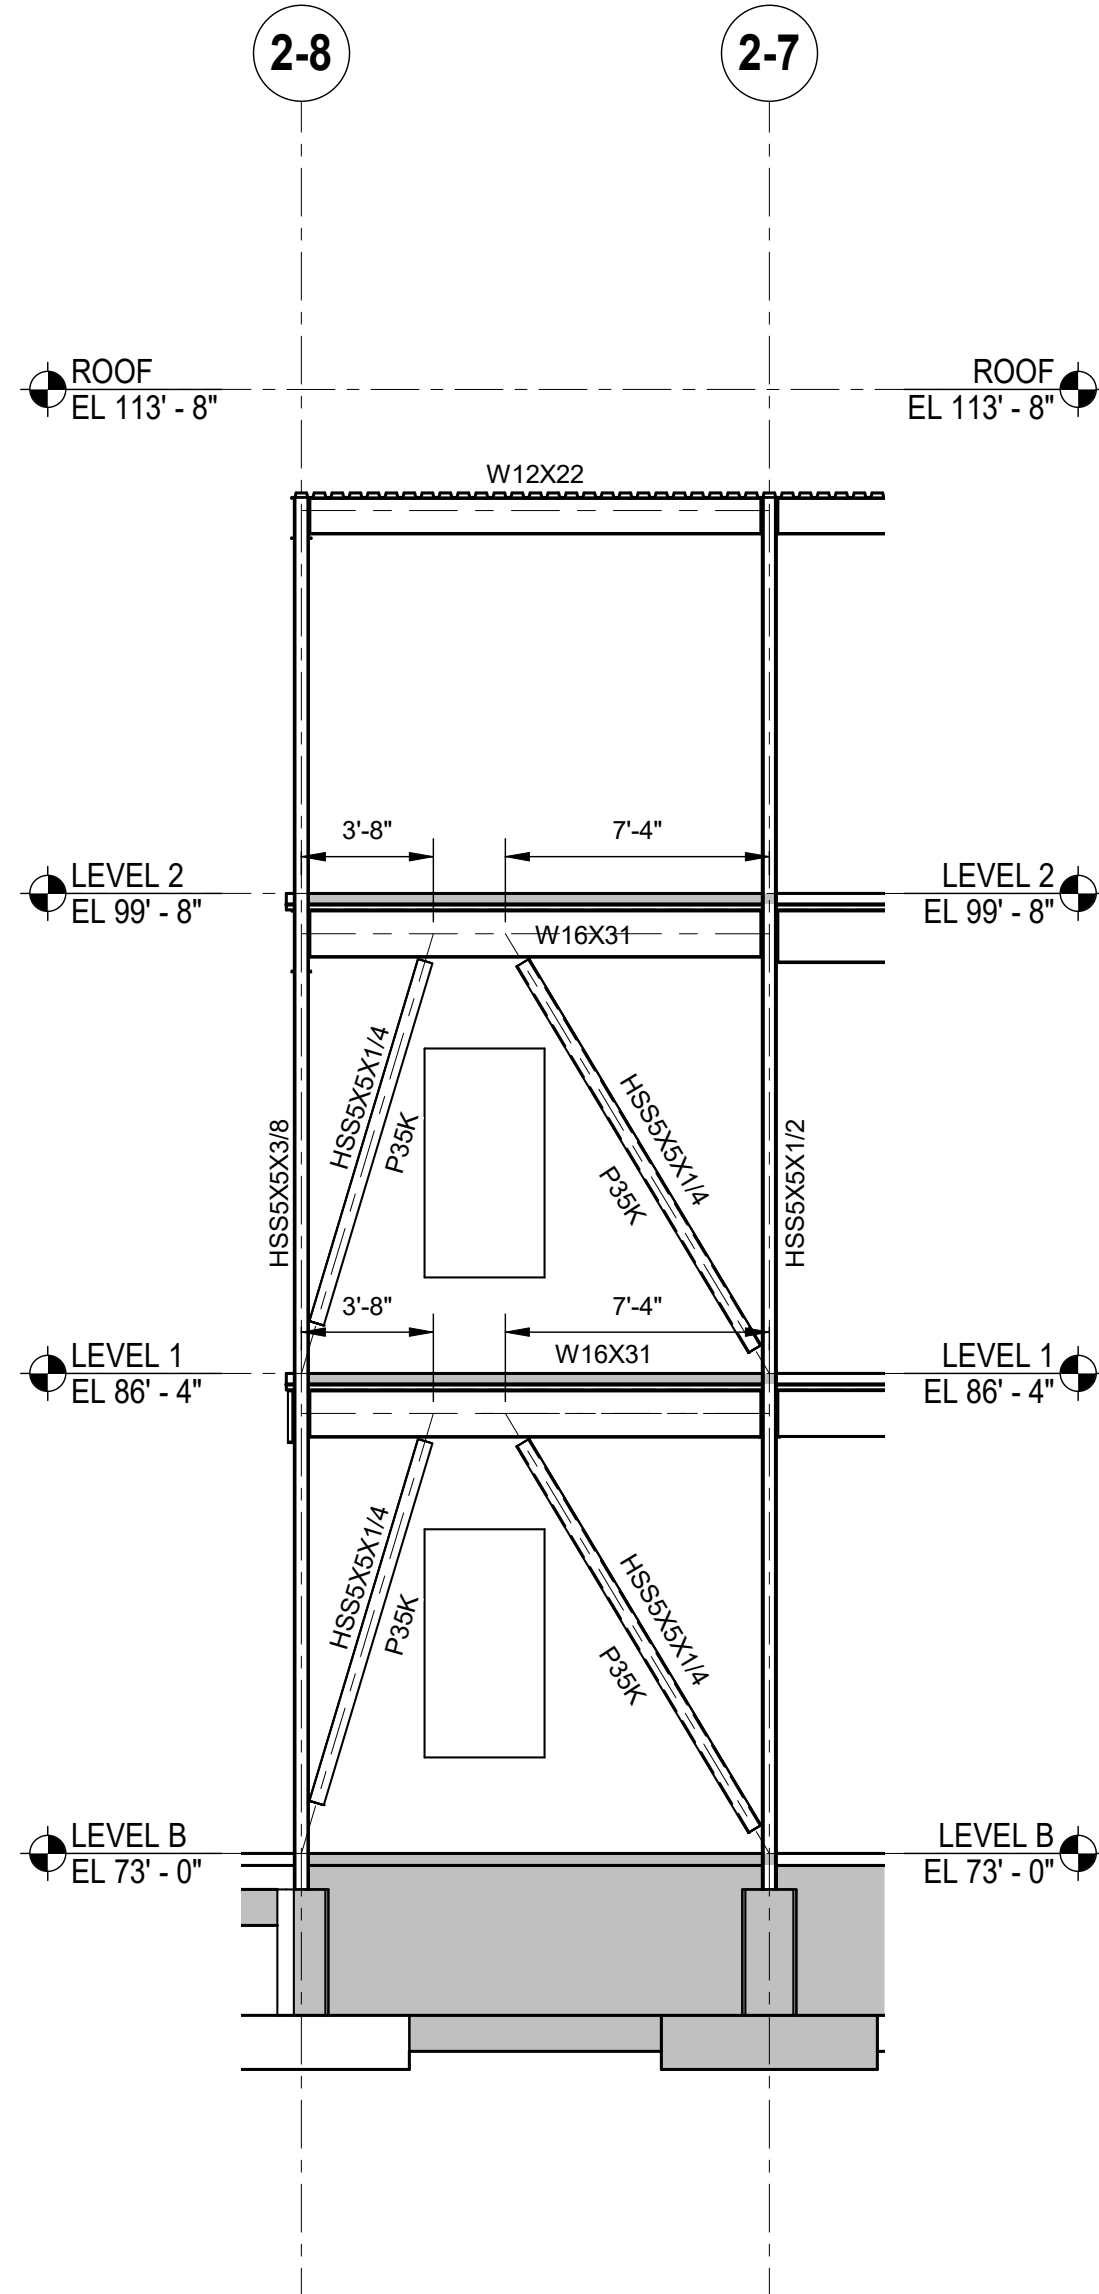 2-8
2-7
ROOF
EL 113' - 8"
ROOF
EL 113' - 8"
W12X22
3'-8"
7'-4"
LEVEL 2
EL 99' - 8"
LEVEL 2
EL 99' - 8"
W16X31
HSS5X5X3/8
HSS5X5X1/4
P35K
HSS5X5X1/4
P35K
HSS5X5X1/2
3'-8"
7'-4"
W16X31
LEVEL 1
EL 86' - 4"
LEVEL 1
EL 86' - 4"
HSS5X5X1/4
P35K
HSS5X5X1/4
P35K
LEVEL B
EL 73' - 0"
LEVEL B
EL 73' - 0"